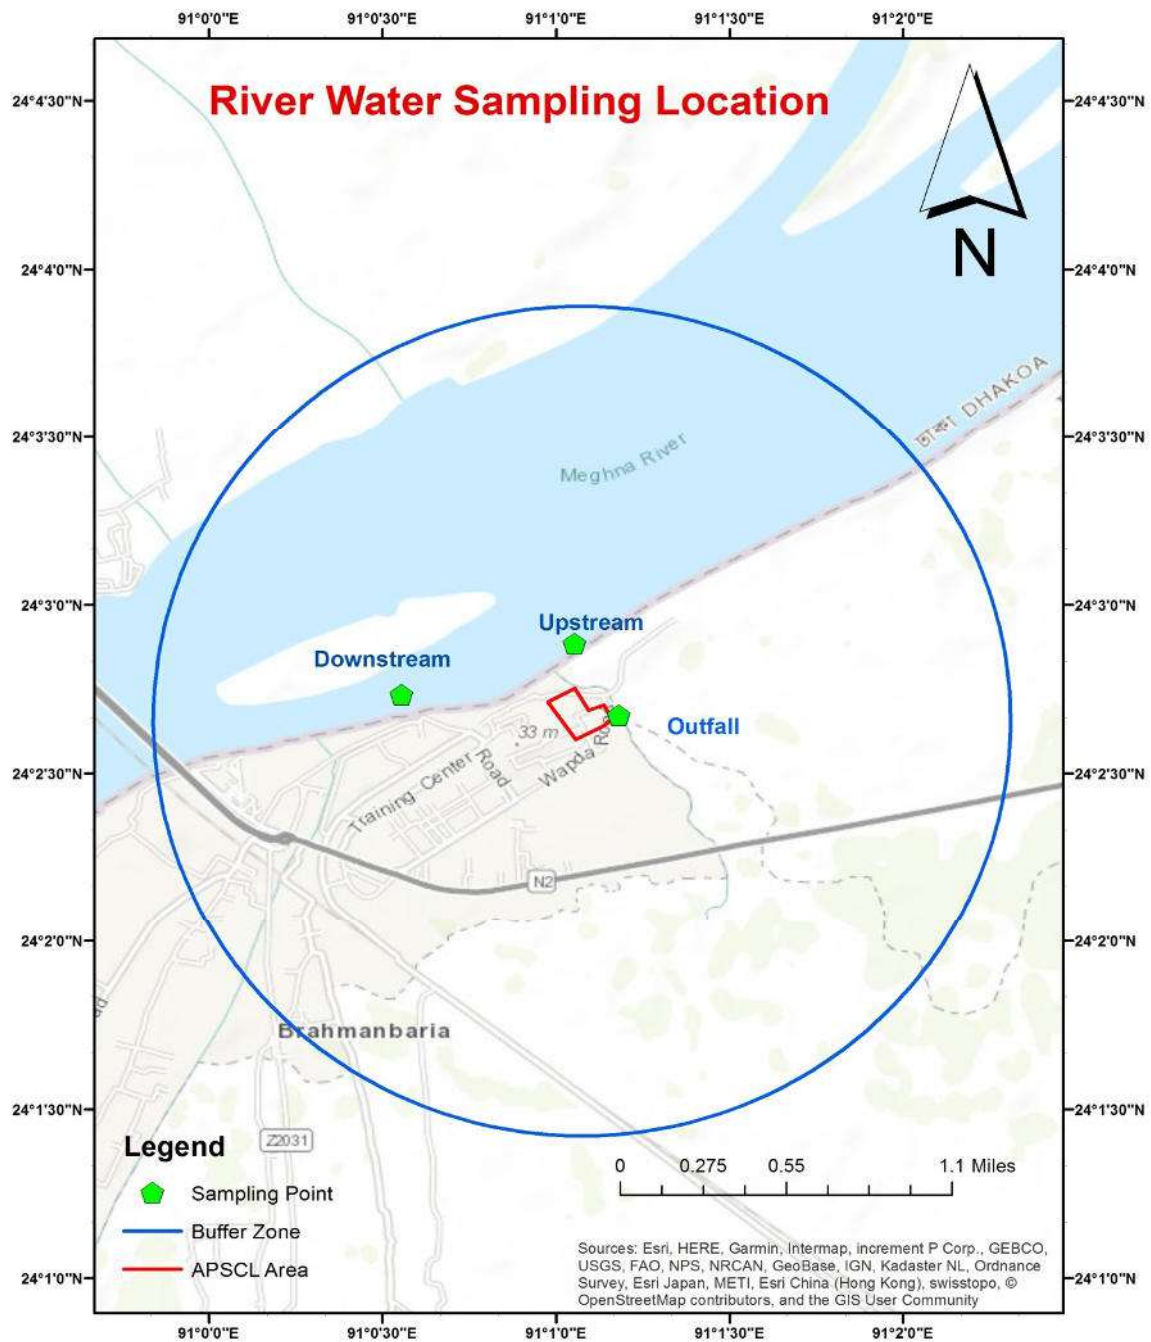 91°0'0"E 91°0'30"E 91°1'0"E 91°1'30"E 91°2'0"E
River Water Sampling Location
24°4'30"N 24°4'30"N
N
24°4'0"N 24°4'0"N
DHAKOA
24°3'30"N 24°3'30"N
Meghna River
24°3'0"N 24°3'0"N
Upstream
Downstream
Outfall
33 m
Wapda Road
Training Center Road
24°2'30"N 24°2'30"N
N2
24°2'0"N 24°2'0"N
Brahmanbaria
24°1'30"N 24°1'30"N
Z2031
Legend
Sampling Point
Buffer Zone
APSCL Area
0 0.275 0.55 1.1 Miles
Sources: Esri, HERE, Garmin, Intermap, increment P Corp., GEBCO,
USGS, FAO, NPS, NRCAN, GeoBase, IGN, Kadaster NL, Ordnance
Survey, Esri Japan, METI, Esri China (Hong Kong), swisstopo, ©
OpenStreetMap contributors, and the GIS User Community
24°1'0"N 24°1'0"N
91°0'0"E 91°0'30"E 91°1'0"E 91°1'30"E 91°2'0"E